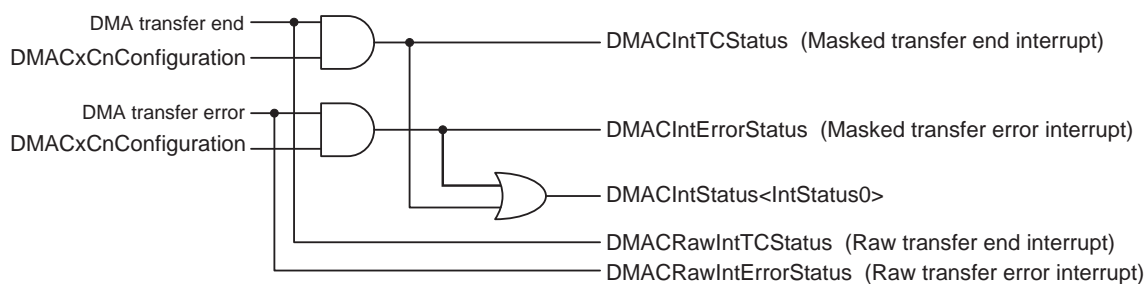 DMA transfer end
DMACIntTCStatus (Masked transfer end interrupt)
DMACxCnConfiguration
DMA transfer error
DMACIntErrorStatus (Masked transfer error interrupt)
DMACxCnConfiguration
DMACIntStatus<IntStatus0>
DMACRawIntTCStatus (Raw transfer end interrupt)
DMACRawIntErrorStatus (Raw transfer error interrupt)